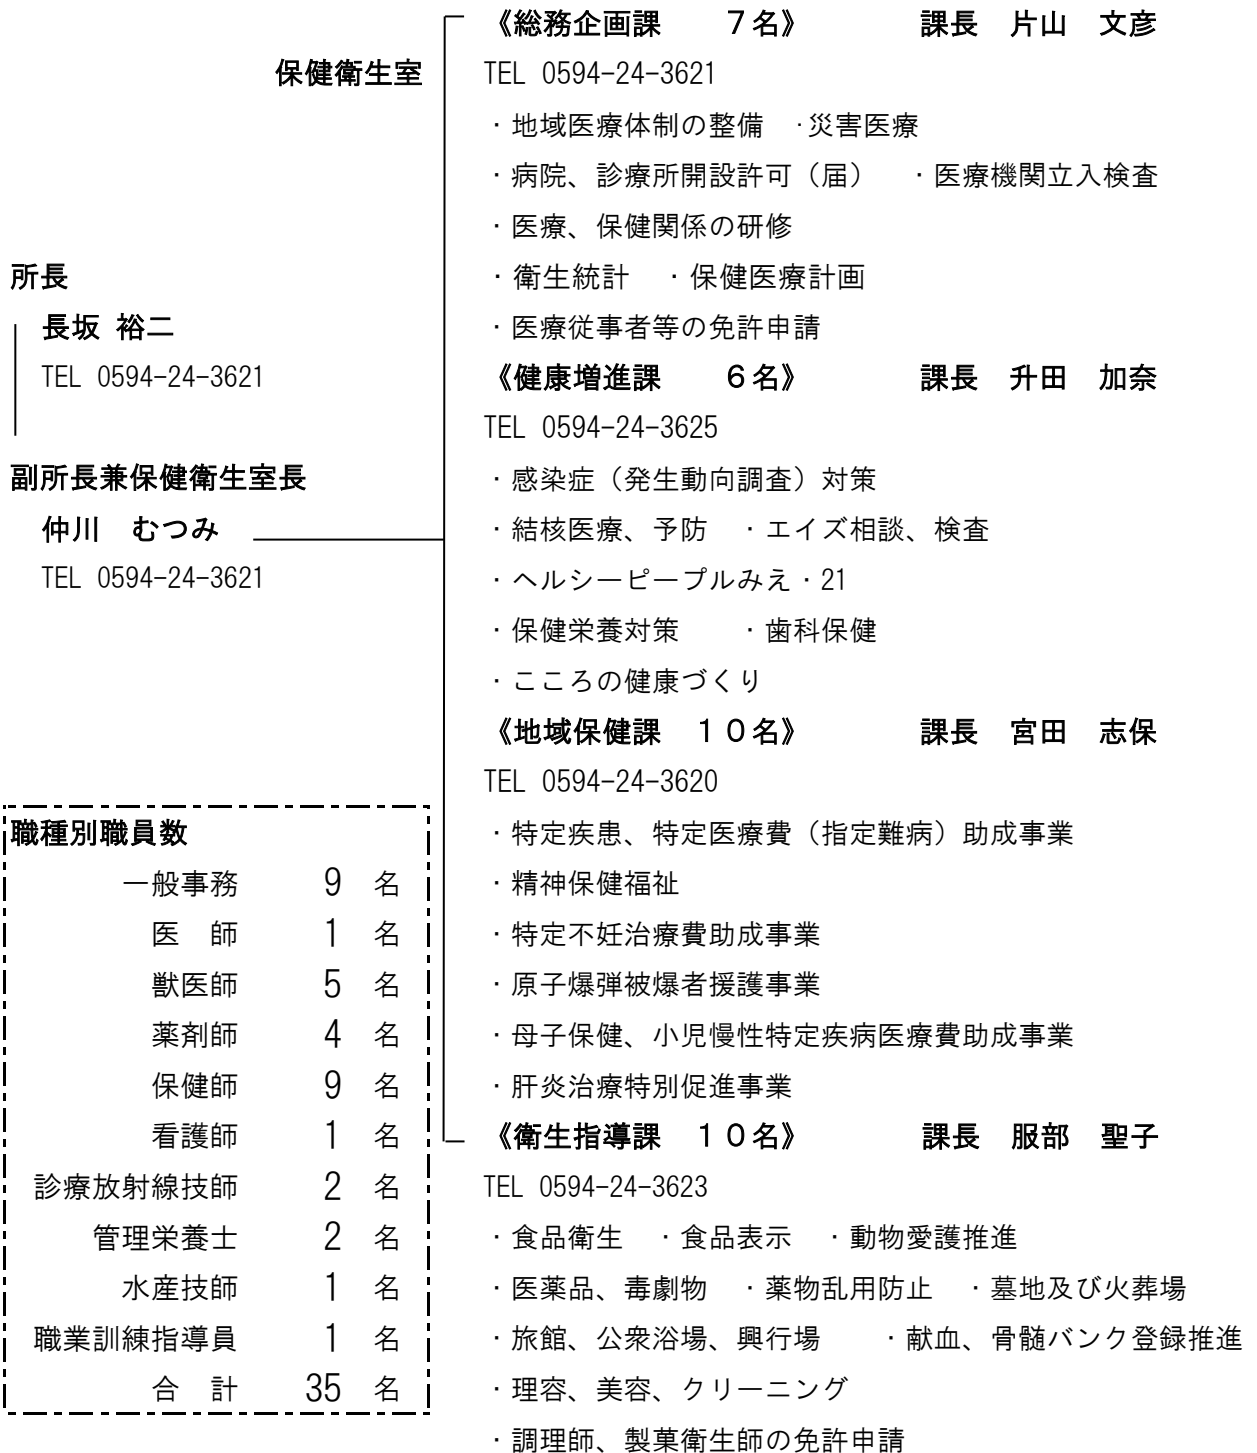 所長
長坂 裕二
TEL 0594-24-3621
副所長兼保健衛生室長
仲川　むつみ
TEL 0594-24-3621
保健衛生室
《総務企画課　　７名》　　　　課長　片山　文彦
TEL 0594-24-3621
・地域医療体制の整備　・災害医療
・病院、診療所開設許可（届）　・医療機関立入検査
・医療、保健関係の研修
・衛生統計　・保健医療計画
・医療従事者等の免許申請
《健康増進課　　６名》　　　　課長　升田　加奈
TEL 0594-24-3625
・感染症（発生動向調査）対策
・結核医療、予防　・エイズ相談、検査
・ヘルシーピープルみえ・21
・保健栄養対策　　・歯科保健
・こころの健康づくり
《地域保健課　１０名》　　　　課長　宮田　志保
TEL 0594-24-3620
・特定疾患、特定医療費（指定難病）助成事業
・精神保健福祉
・特定不妊治療費助成事業
・原子爆弾被爆者援護事業
・母子保健、小児慢性特定疾病医療費助成事業
・肝炎治療特別促進事業
《衛生指導課　１０名》　　　　課長　服部　聖子
TEL 0594-24-3623
・食品衛生　・食品表示　・動物愛護推進
・医薬品、毒劇物　・薬物乱用防止　・墓地及び火葬場
・旅館、公衆浴場、興行場　　・献血、骨髄バンク登録推進
・理容、美容、クリーニング
・調理師、製菓衛生師の免許申請
職種別職員数
一般事務　9　名
医　師　1　名
獣医師　5　名
薬剤師　4　名
保健師　9　名
看護師　1　名
診療放射線技師　2　名
管理栄養士　2　名
水産技師　1　名
職業訓練指導員　1　名
合　計　35　名